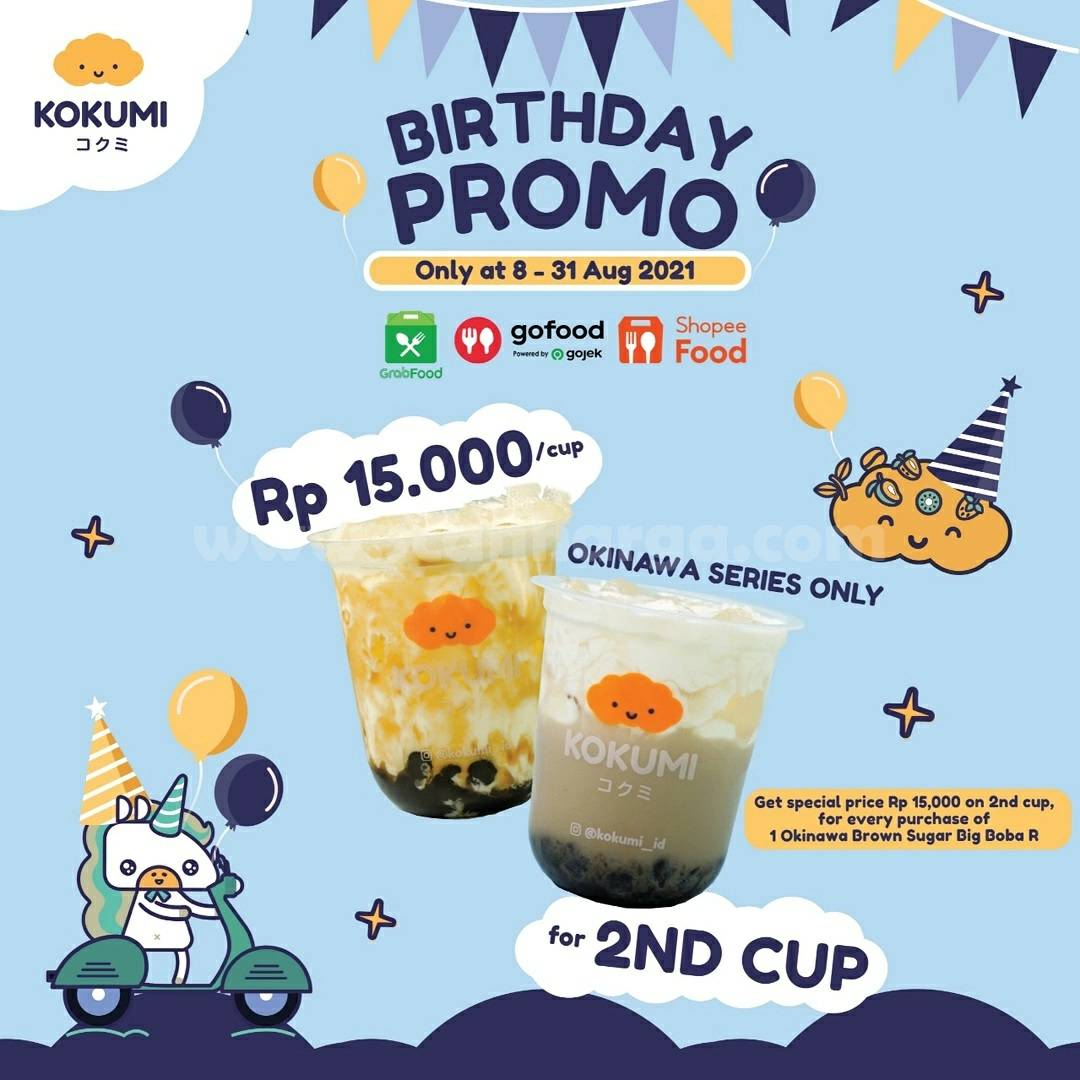 KOKUMI
コクミ
BIRTHDAY
PROMO
Only at 8 - 31 Aug 2021
GrabFood
gofood
Powered by gojek
Shopee
Food
Rp 15.000/cup
OKINAWA SERIES ONLY
KOKUMI
@kokumi_id
KOKUMI
コクミ
@kokumi_id
Get special price Rp 15,000 on 2nd cup,
for every purchase of
1 Okinawa Brown Sugar Big Boba R
for 2ND CUP